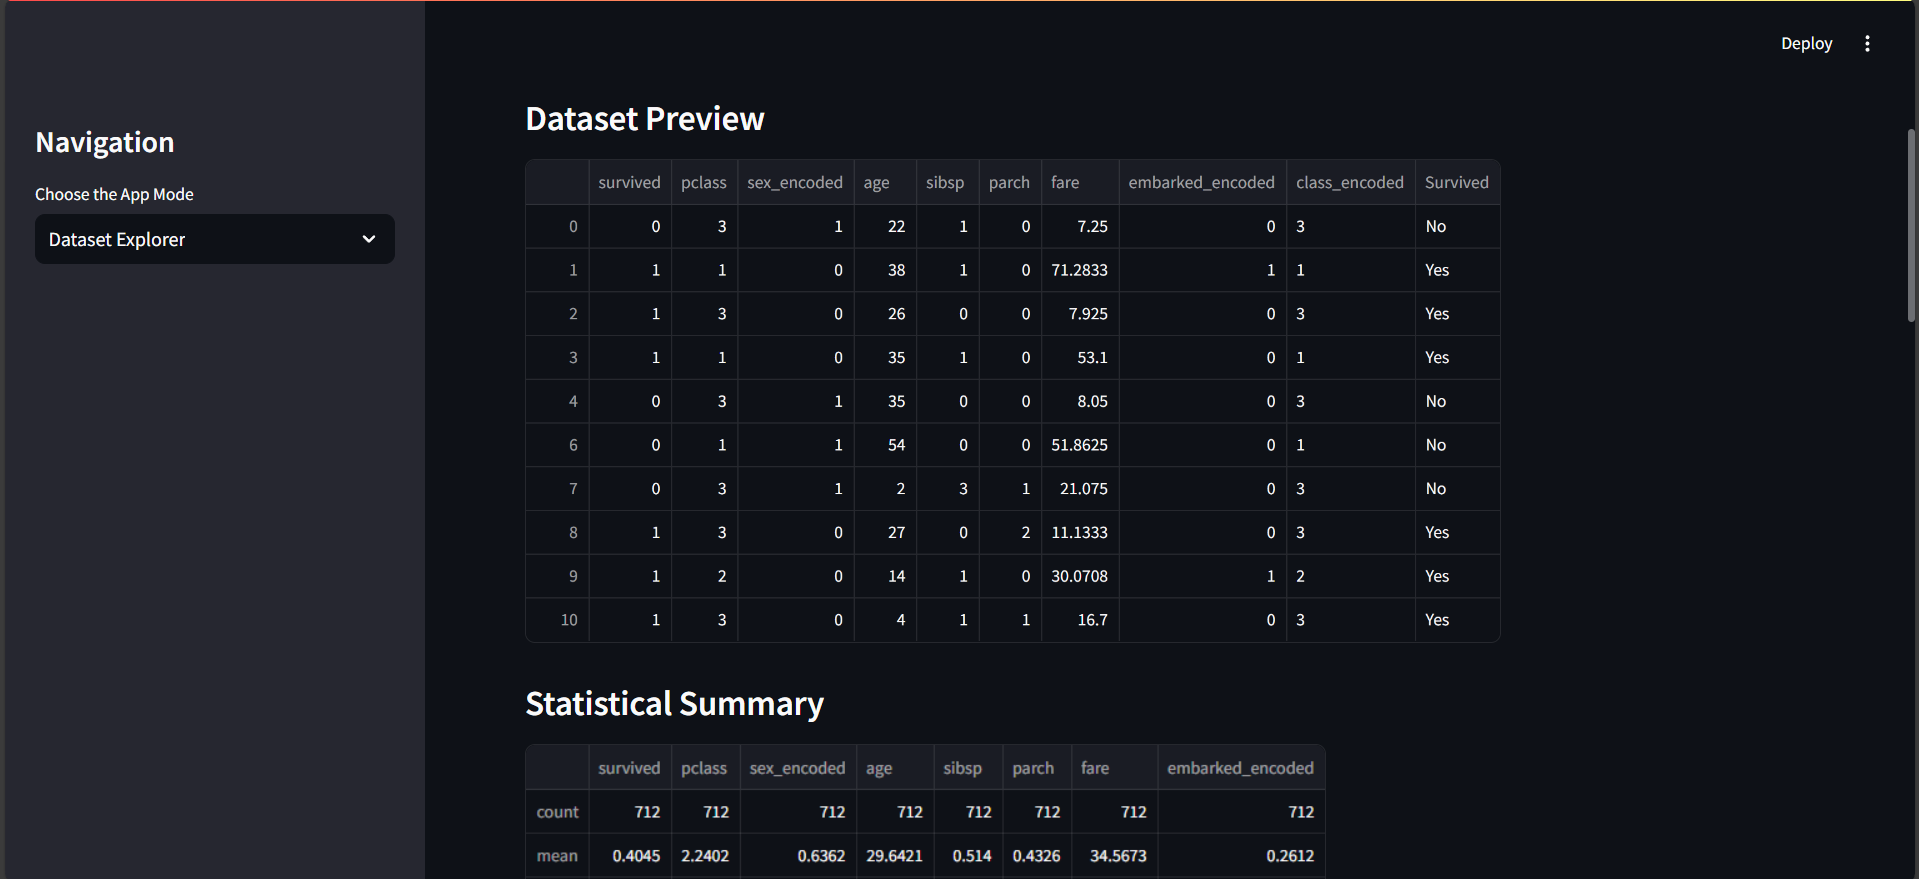 Deploy
Navigation
Choose the App Mode
Dataset Explorer
Dataset Preview
survived pclass sex_encoded age sibsp parch fare embarked_encoded class_encoded Survived
0 0 3 1 22 1 0 7.25 0 3 No
1 1 1 0 38 1 0 71.2833 1 1 Yes
2 1 3 0 26 0 0 7.925 0 3 Yes
3 1 1 0 35 1 0 53.1 0 1 Yes
4 0 3 1 35 0 0 8.05 0 3 No
6 0 1 1 54 0 0 51.8625 0 1 No
7 0 3 1 2 3 1 21.075 0 3 No
8 1 3 0 27 0 2 11.1333 0 3 Yes
9 1 2 0 14 1 0 30.0708 1 2 Yes
10 1 3 0 4 1 1 16.7 0 3 Yes
Statistical Summary
survived pclass sex_encoded age sibsp parch fare embarked_encoded
count 712 712 712 712 712 712 712 712
mean 0.4045 2.2402 0.6362 29.6421 0.514 0.4326 34.5673 0.2612